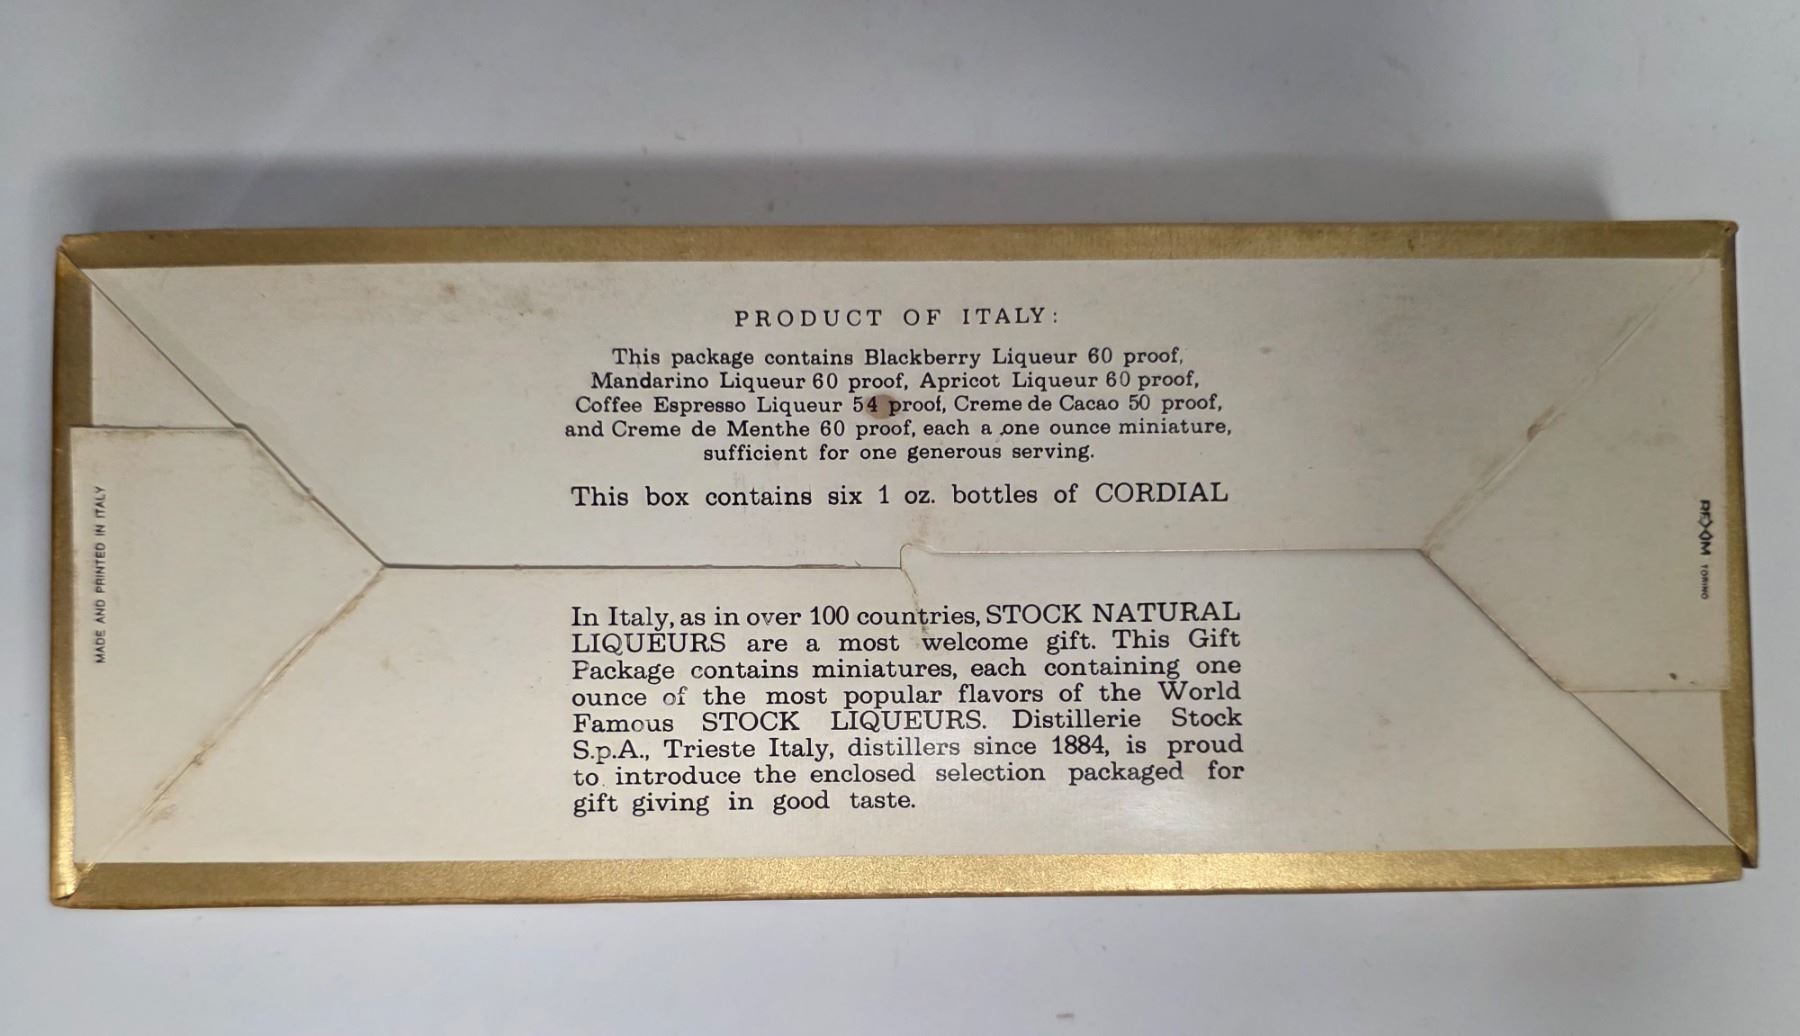 PRODUCT OF ITALY:
This package contains Blackberry Liqueur 60 proof,
Mandarino Liqueur 60 proof, Apricot Liqueur 60 proof,
Coffee Espresso Liqueur 54 proof, Creme de Cacao 50 proof,
and Creme de Menthe 60 proof, each a one ounce miniature,
sufficient for one generous serving.
This box contains six 1 oz. bottles of CORDIAL
In Italy, as in over 100 countries, STOCK NATURAL
LIQUEURS are a most welcome gift. This Gift
Package contains miniatures, each containing one
ounce of the most popular flavors of the World
Famous STOCK LIQUEURS. Distillerie Stock
S.p.A., Trieste Italy, distillers since 1884, is proud
to introduce the enclosed selection packaged for
gift giving in good taste.
MADE AND PRINTED IN ITALY
TORINO